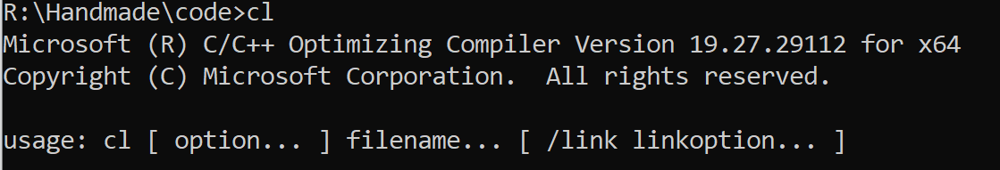 R:\Handmade\code>cl
Microsoft (R) C/C++ Optimizing Compiler Version 19.27.29112 for x64
Copyright (C) Microsoft Corporation.  All rights reserved.

usage: cl [ option... ] filename... [ /link linkoption... ]